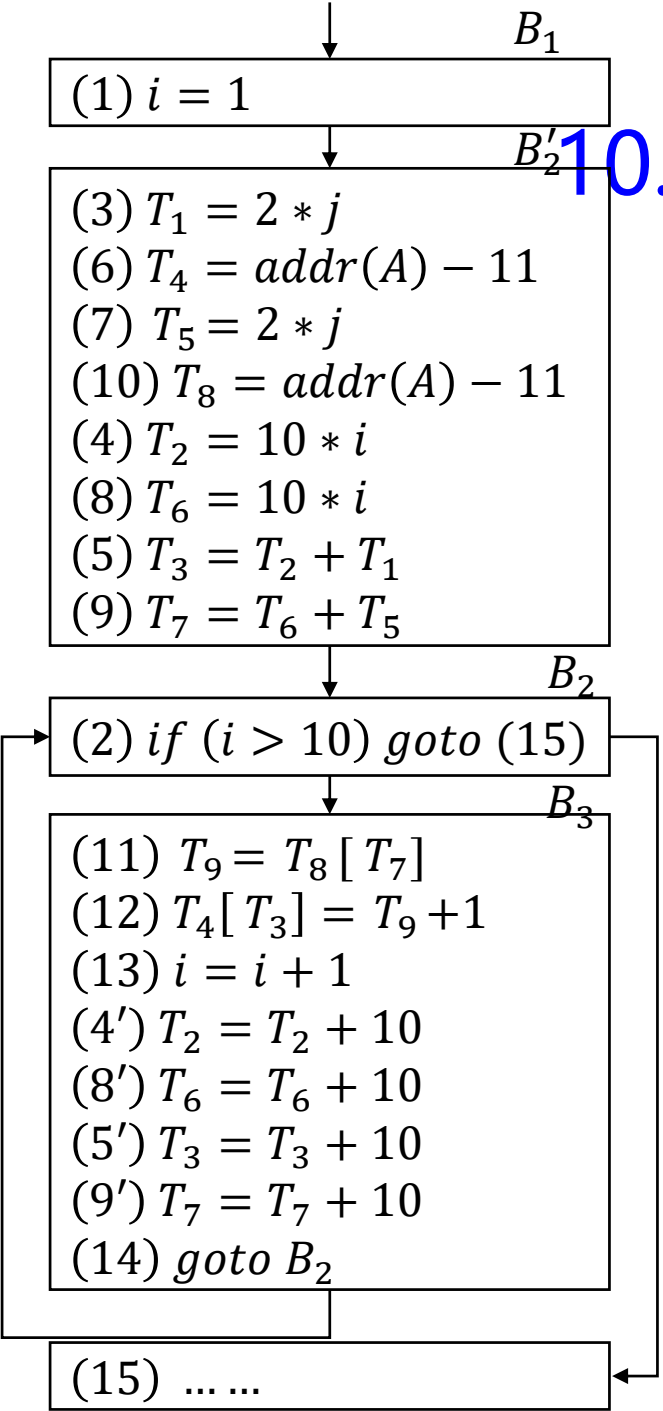 B₁
(1) i = 1
B₂′
10.
(3) T₁ = 2 ∗ j
(6) T₄ = addr(A) − 11
(7) T₅ = 2 ∗ j
(10) T₈ = addr(A) − 11
(4) T₂ = 10 ∗ i
(8) T₆ = 10 ∗ i
(5) T₃ = T₂ + T₁
(9) T₇ = T₆ + T₅
B₂
(2) if (i > 10) goto (15)
B₃
(11) T₉ = T₈ [ T₇]
(12) T₄[ T₃] = T₉ +1
(13) i = i + 1
(4′) T₂ = T₂ + 10
(8′) T₆ = T₆ + 10
(5′) T₃ = T₃ + 10
(9′) T₇ = T₇ + 10
(14) goto B₂
(15) ... ...